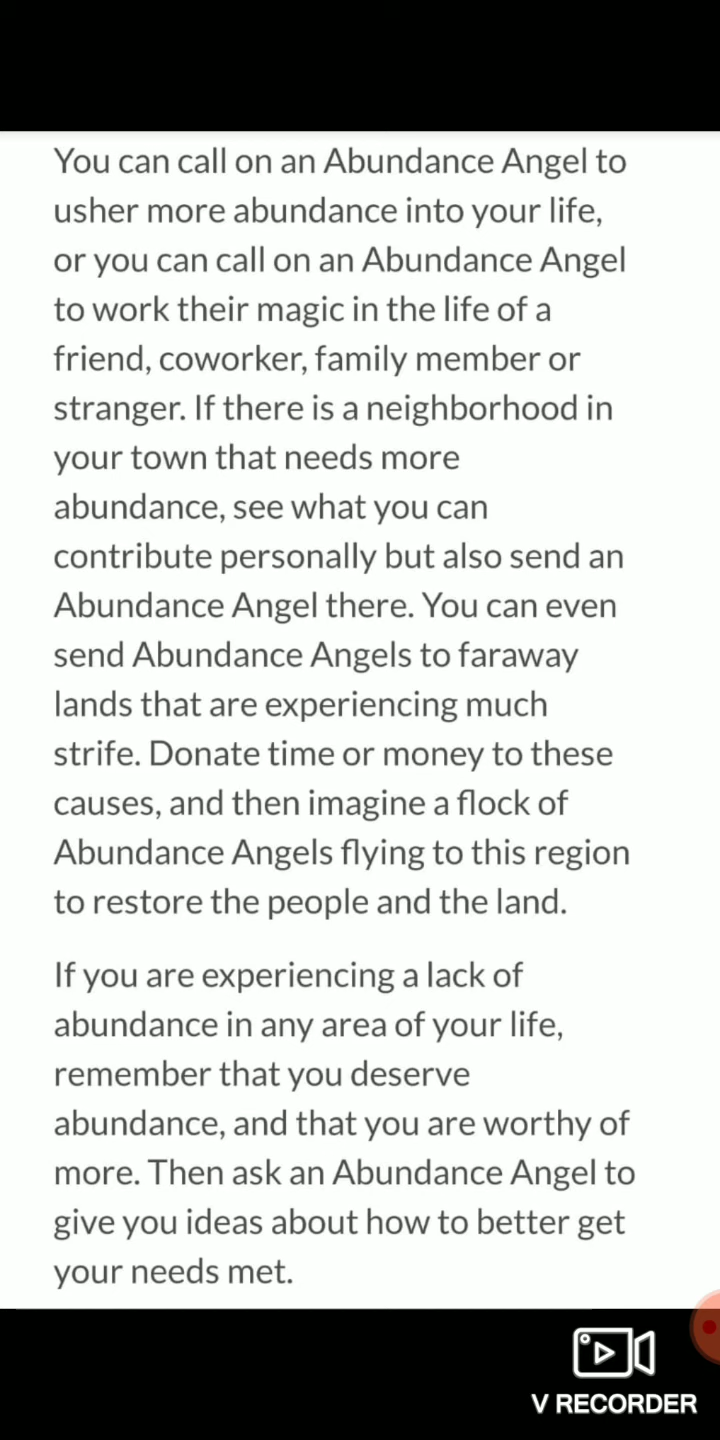 You can call on an Abundance Angel to
usher more abundance into your life,
or you can call on an Abundance Angel
to work their magic in the life of a
friend, coworker, family member or
stranger. If there is a neighborhood in
your town that needs more
abundance, see what you can
contribute personally but also send an
Abundance Angel there. You can even
send Abundance Angels to faraway
lands that are experiencing much
strife. Donate time or money to these
causes, and then imagine a flock of
Abundance Angels flying to this region
to restore the people and the land.
If you are experiencing a lack of
abundance in any area of your life,
remember that you deserve
abundance, and that you are worthy of
more. Then ask an Abundance Angel to
give you ideas about how to better get
your needs met.
V RECORDER